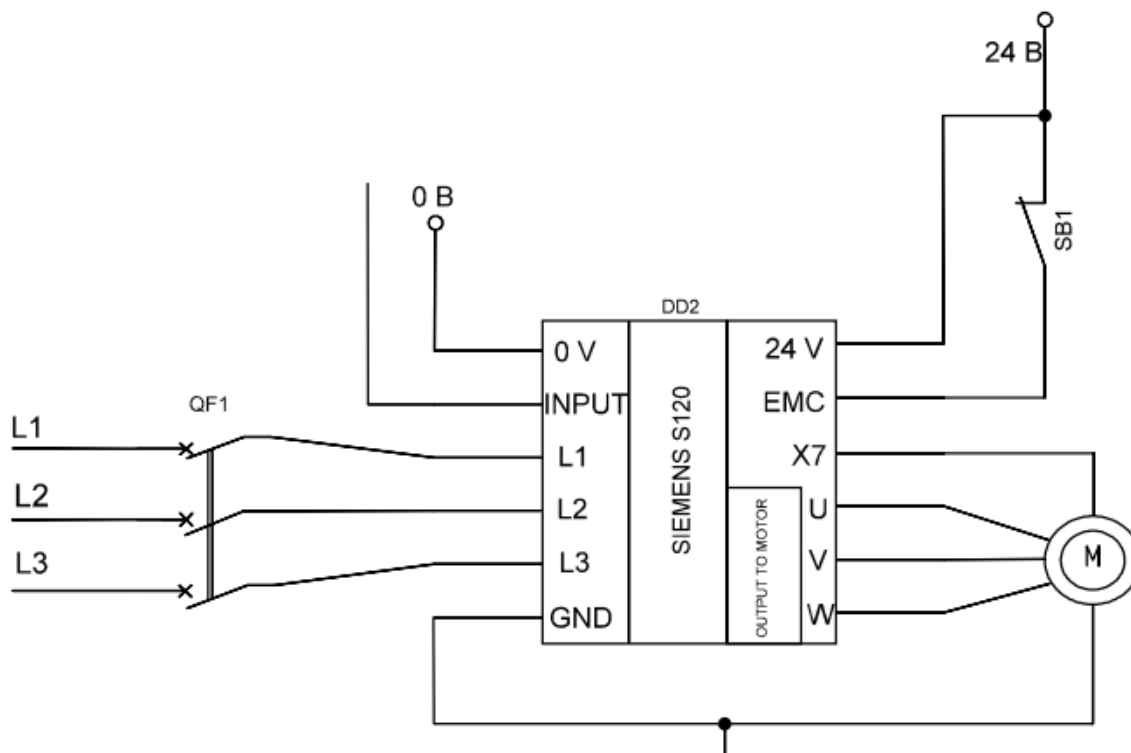 24 В
0 В
SB1
DD2
0 V
24 V
INPUT
EMC
QF1
L1
L1
X7
L2
L2
U
SIEMENS S120
OUTPUT TO MOTOR
L3
L3
V
M
GND
W